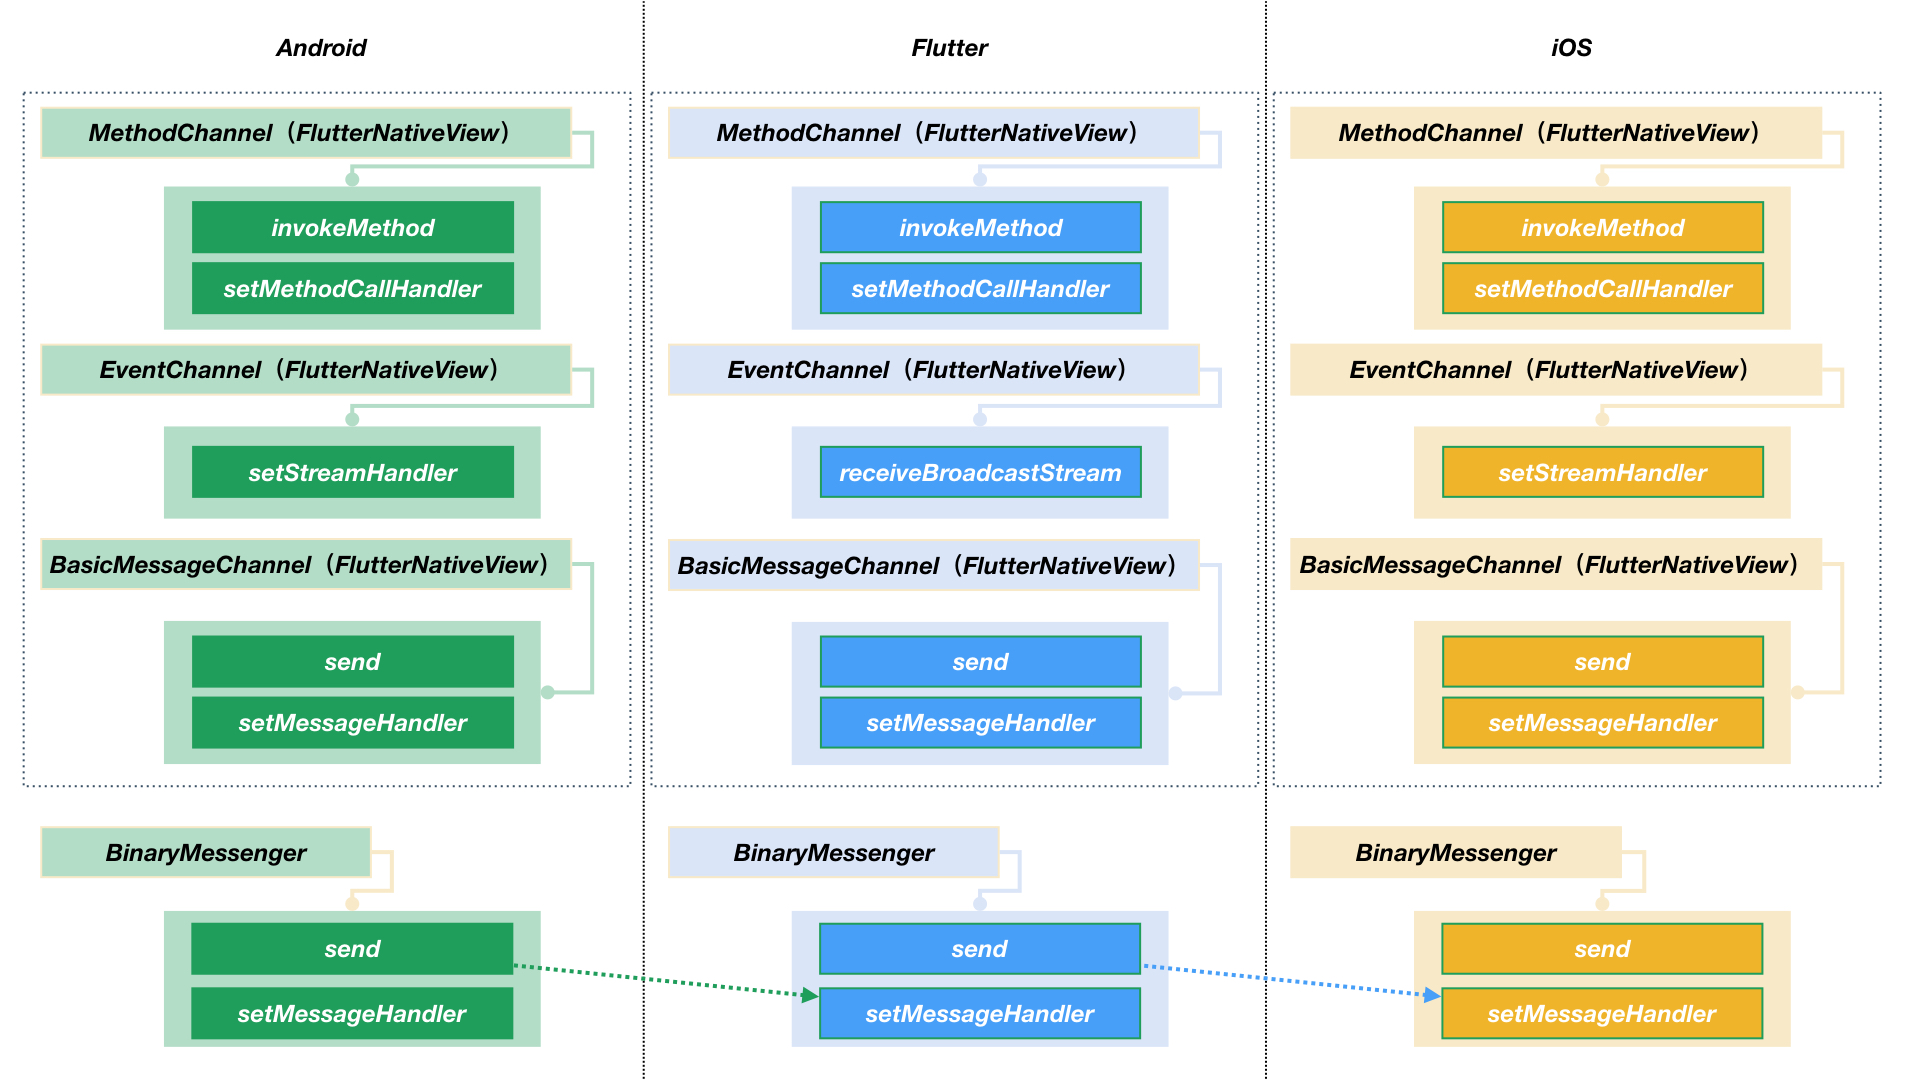 Android
MethodChannel（FlutterNativeView）
invokeMethod
setMethodCallHandler
EventChannel（FlutterNativeView）
setStreamHandler
BasicMessageChannel（FlutterNativeView）
send
setMessageHandler
BinaryMessenger
send
setMessageHandler
Flutter
MethodChannel（FlutterNativeView）
invokeMethod
setMethodCallHandler
EventChannel（FlutterNativeView）
receiveBroadcastStream
BasicMessageChannel（FlutterNativeView）
send
setMessageHandler
BinaryMessenger
send
setMessageHandler
iOS
MethodChannel（FlutterNativeView）
invokeMethod
setMethodCallHandler
EventChannel（FlutterNativeView）
setStreamHandler
BasicMessageChannel（FlutterNativeView）
send
setMessageHandler
BinaryMessenger
send
setMessageHandler